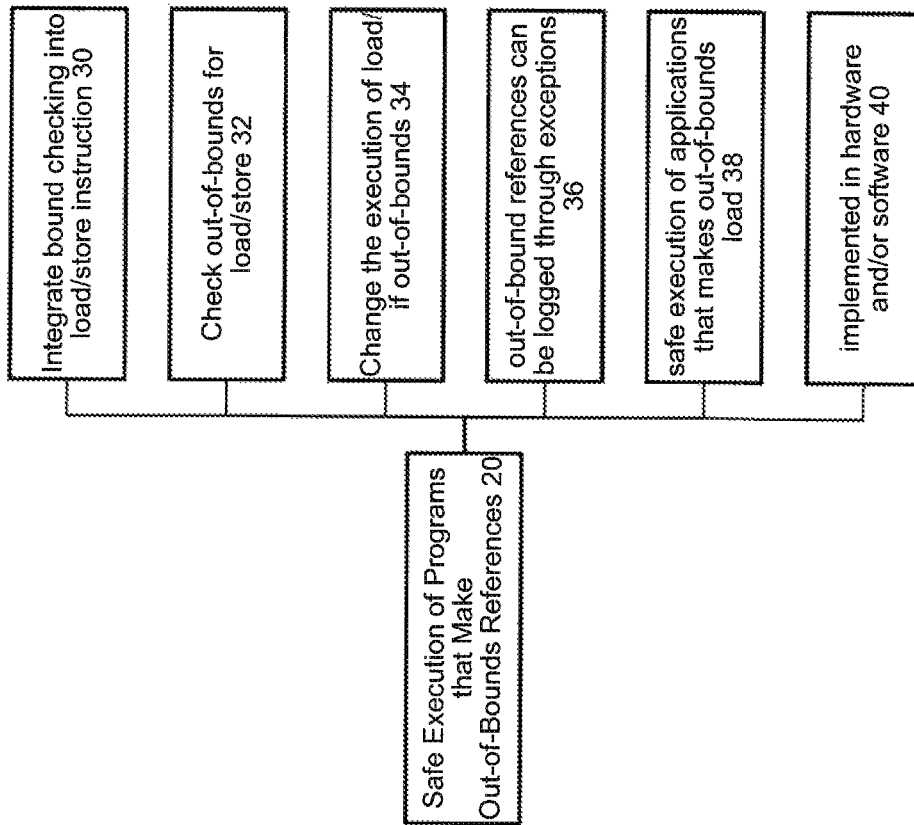 Safe Execution of Programs
that Make
Out-of-Bounds References 20
Integrate bound checking into
load/store instruction 30
Check out-of-bounds for
load/store 32
Change the execution of load/
if out-of-bounds 34
out-of-bound references can
be logged through exceptions
36
safe execution of applications
that makes out-of-bounds
load 38
implemented in hardware
and/or software 40